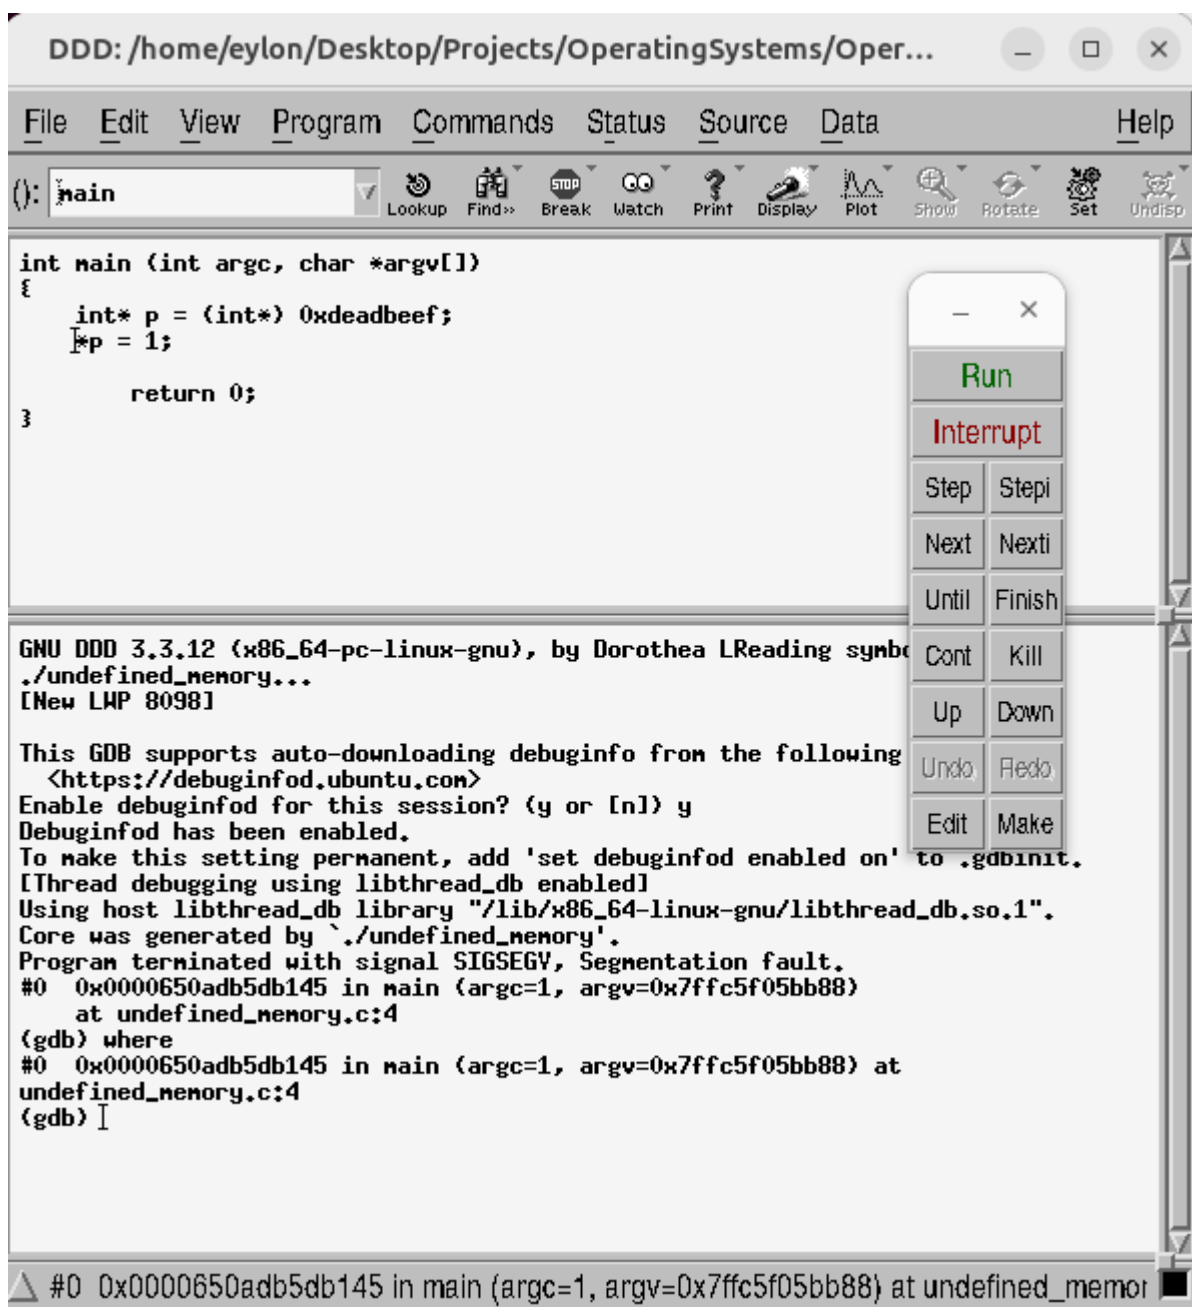 DDD: /home/eylon/Desktop/Projects/OperatingSystems/Oper...
File Edit View Program Commands Status Source Data Help
(): main Lookup Find» Break Watch Print Display Plot Show Rotate Set Undisp
STOP
int main (int argc, char *argv[])
{
int* p = (int*) 0xdeadbeef;
*p = 1;
return 0;
}
Run
Interrupt
Step Stepi
Next Nexti
Until Finish
Cont Kill
Up Down
Undo Redo
Edit Make
GNU DDD 3.3.12 (x86_64-pc-linux-gnu), by Dorothea LReading symbo
./undefined_memory...
[New LWP 8098]
This GDB supports auto-downloading debuginfo from the following
<https://debuginfod.ubuntu.com>
Enable debuginfod for this session? (y or [n]) y
Debuginfod has been enabled.
To make this setting permanent, add 'set debuginfod enabled on' to .gdbinit.
[Thread debugging using libthread_db enabled]
Using host libthread_db library "/lib/x86_64-linux-gnu/libthread_db.so.1".
Core was generated by `./undefined_memory'.
Program terminated with signal SIGSEGV, Segmentation fault.
#0 0x0000650adb5db145 in main (argc=1, argv=0x7ffc5f05bb88)
at undefined_memory.c:4
(gdb) where
#0 0x0000650adb5db145 in main (argc=1, argv=0x7ffc5f05bb88) at
undefined_memory.c:4
(gdb)
#0 0x0000650adb5db145 in main (argc=1, argv=0x7ffc5f05bb88) at undefined_memor